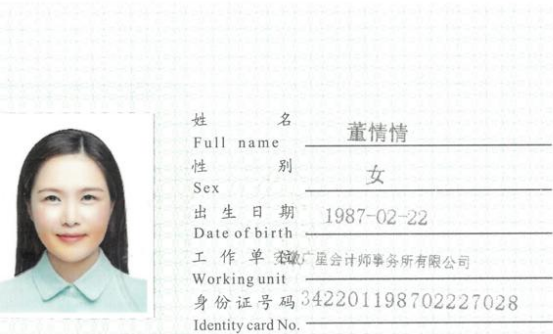 姓 名 董情情
Full name
性 别 女
Sex
出 生 日 期 1987-02-22
Date of birth
工 作 单 位 安徽广星会计师事务所有限公司
Working unit
身 份 证 号 码 342201198702227028
Identity card No.